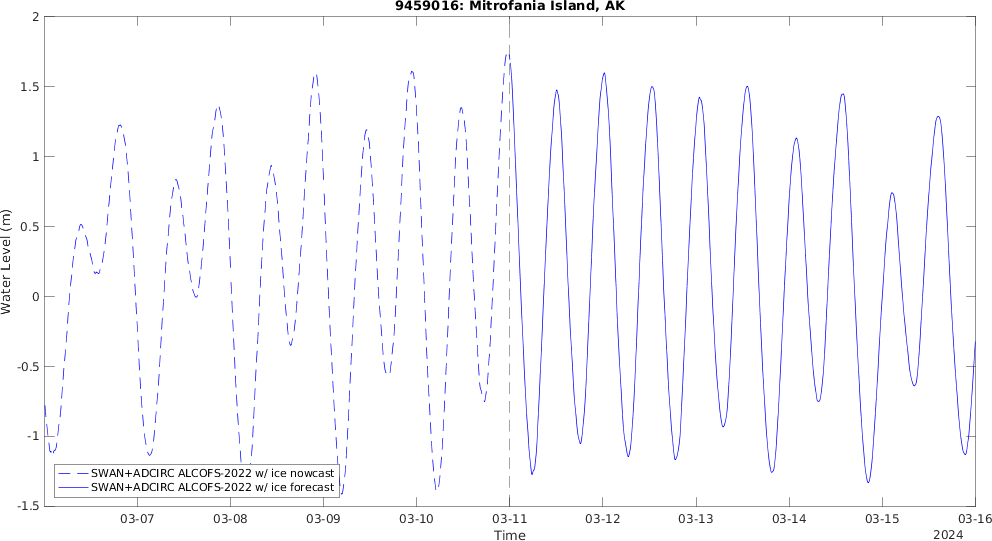 9459016: Mitrofania Island, AK
Water Level (m)
2
1.5
1
0.5
0
-0.5
-1
-1.5
SWAN+ADCIRC ALCOFS-2022 w/ ice nowcast
SWAN+ADCIRC ALCOFS-2022 w/ ice forecast
03-07 03-08 03-09 03-10 03-11 03-12 03-13 03-14 03-15 03-16
Time
2024